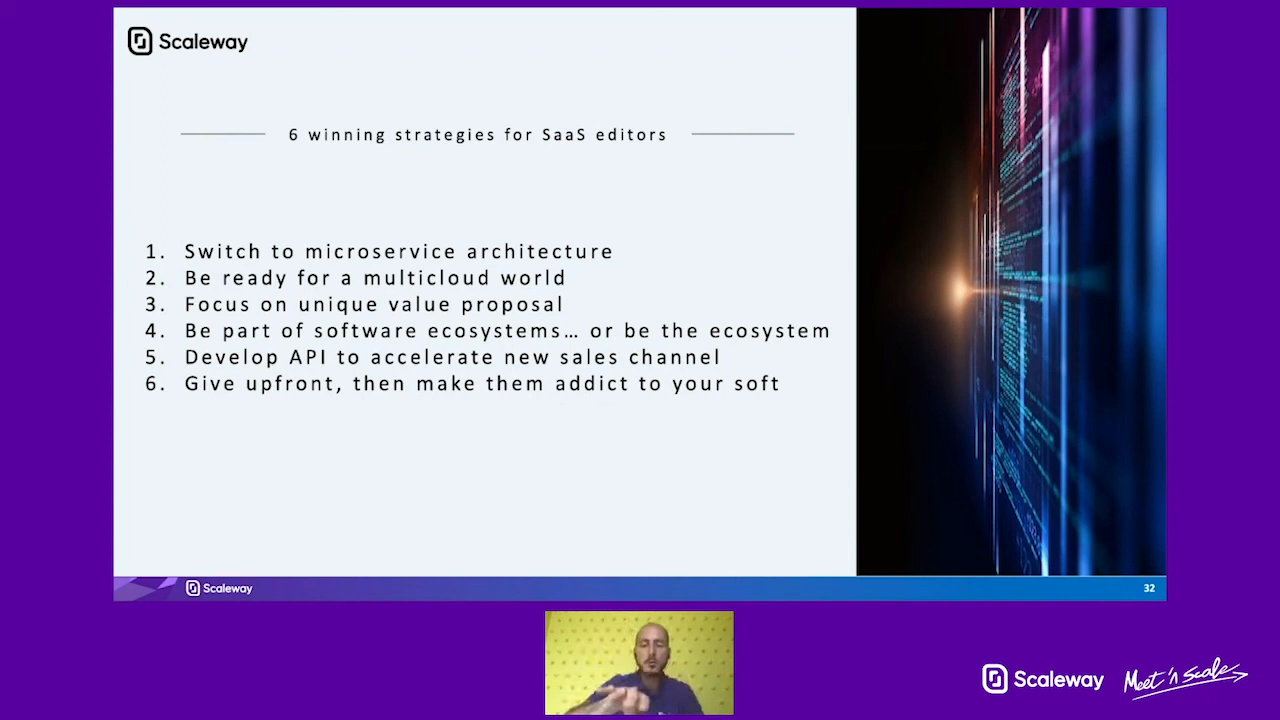 Scaleway
6 winning strategies for SaaS editors
1. Switch to microservice architecture
2. Be ready for a multicloud world
3. Focus on unique value proposal
4. Be part of software ecosystems… or be the ecosystem
5. Develop API to accelerate new sales channel
6. Give upfront, then make them addict to your soft
Scaleway
32
Scaleway
Meet 'n Scale